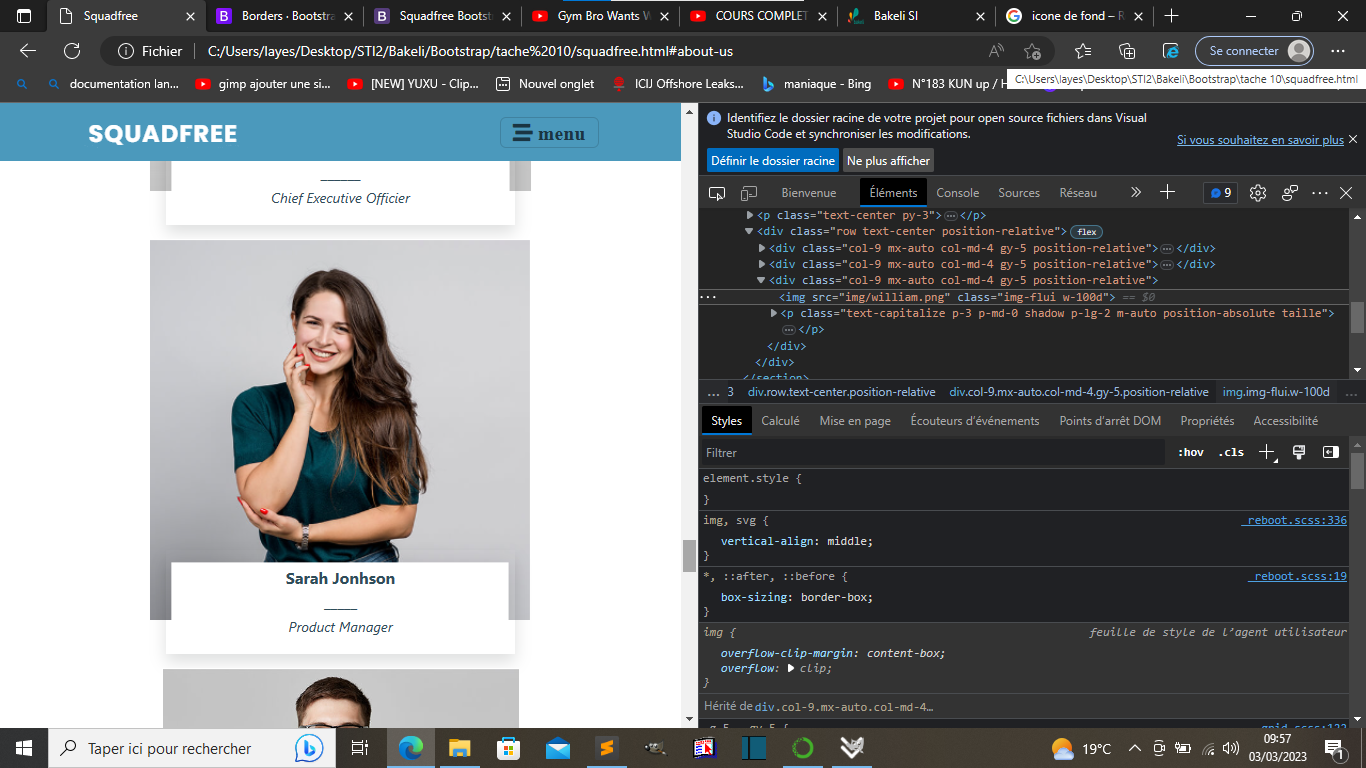 Squadfree
Borders · Bootstra
Squadfree Bootst
Gym Bro Wants W
COURS COMPLET
Bakeli SI
icone de fond – R
Fichier
C:/Users/layes/Desktop/STI2/Bakeli/Bootstrap/tache%2010/squadfree.html#about-us
Se connecter
documentation lan...
gimp ajouter une si...
[NEW] YUXU - Clip...
Nouvel onglet
ICIJ Offshore Leaks...
maniaque - Bing
N°183 KUN up / H
C:\Users\layes\Desktop\STI2\Bakeli\Bootstrap\tache 10\squadfree.html
SQUADFREE
menu
Chief Executive Officier
Sarah Jonhson
Product Manager
Identifiez le dossier racine de votre projet pour open source fichiers dans Visual
Studio Code et synchroniser les modifications.
Si vous souhaitez en savoir plus
Définir le dossier racine
Ne plus afficher
Bienvenue
Éléments
Console
Sources
Réseau
9
<p class="text-center py-3">…</p>
<div class="row text-center position-relative"> flex
<div class="col-9 mx-auto col-md-4 gy-5 position-relative">…</div>
<div class="col-9 mx-auto col-md-4 gy-5 position-relative">…</div>
<div class="col-9 mx-auto col-md-4 gy-5 position-relative">
<img src="img/william.png" class="img-flui w-100d"> == $0
<p class="text-capitalize p-3 p-md-0 shadow p-lg-2 m-auto position-absolute taille">
…</p>
</div>
</div>
</section>
… 3 div.row.text-center.position-relative div.col-9.mx-auto.col-md-4.gy-5.position-relative img.img-flui.w-100d …
Styles
Calculé
Mise en page
Écouteurs d'événements
Points d'arrêt DOM
Propriétés
Accessibilité
Filtrer
:hov
.cls
element.style {
}
img, svg {
_reboot.scss:336
vertical-align: middle;
}
*, ::after, ::before {
_reboot.scss:19
box-sizing: border-box;
}
img {
feuille de style de l'agent utilisateur
overflow-clip-margin: content-box;
overflow: clip;
}
Hérité de div.col-9.mx-auto.col-md-4…
Taper ici pour rechercher
19°C
09:57
03/03/2023
1